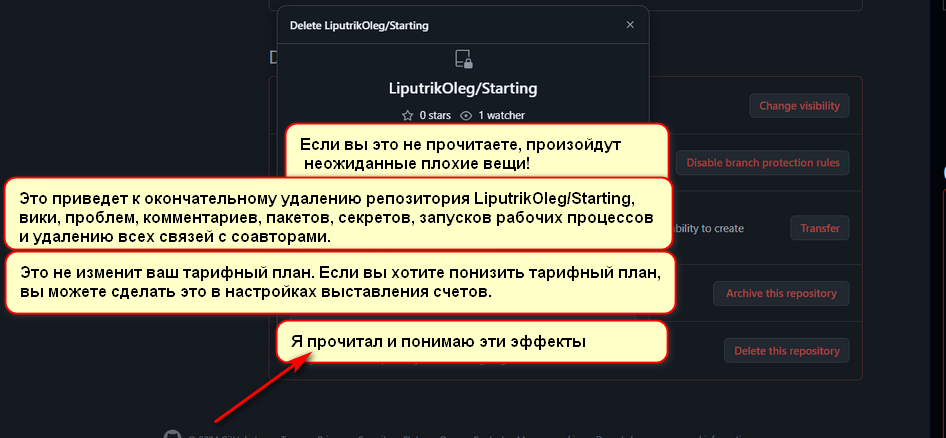 Delete LiputrikOleg/Starting
LiputrikOleg/Starting
0 stars 1 watcher
Change visibility
Если вы это не прочитаете, произойдут
неожиданные плохие вещи!
Disable branch protection rules
Это приведет к окончательному удалению репозитория LiputrikOleg/Starting,
вики, проблем, комментариев, пакетов, секретов, запусков рабочих процессов
и удалению всех связей с соавторами.
ability to create
Transfer
Это не изменит ваш тарифный план. Если вы хотите понизить тарифный план,
вы можете сделать это в настройках выставления счетов.
Archive this repository
Я прочитал и понимаю эти эффекты
Delete this repository